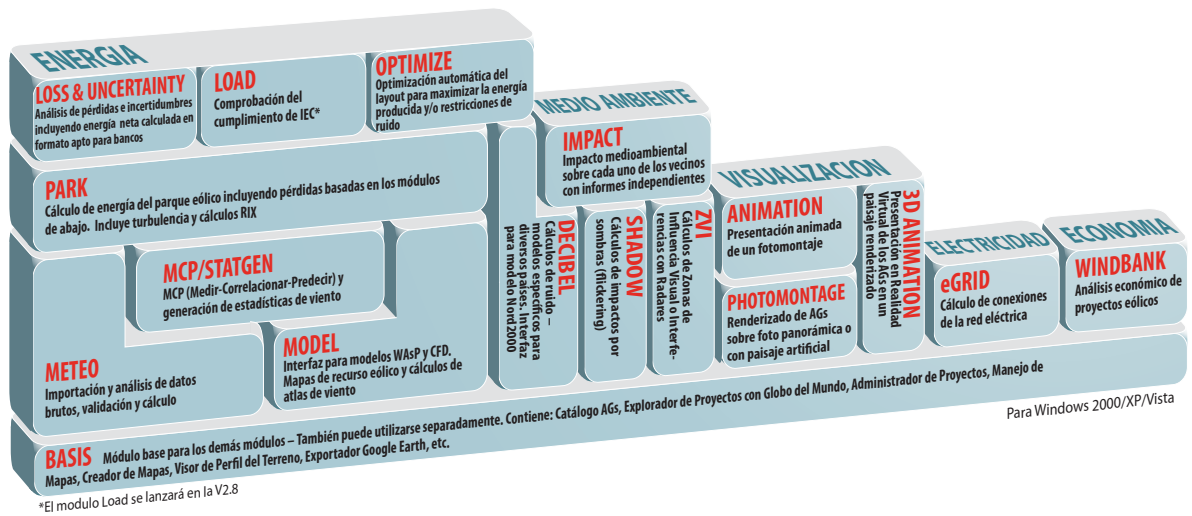 ENERGIA
LOSS & UNCERTAINTY
Análisis de pérdidas e incertidumbres
incluyendo energía neta calculada en
formato apto para bancos
LOAD
Comprobación del
cumplimiento de IEC*
OPTIMIZE
Optimización automática del
layout para maximizar la energía
producida y/o restricciones de
ruido
PARK
Cálculo de energía del parque eólico incluyendo pérdidas basadas en los módulos
de abajo. Incluye turbulencia y cálculos RIX
MCP/STATGEN
MCP (Medir-Correlacionar-Predecir) y
generación de estadísticas de viento
METEO
Importación y análisis de datos
brutos, validación y cálculo
MODEL
Interfaz para modelos WAsP y CFD.
Mapas de recurso eólico y cálculos de
atlas de viento
MEDIO AMBIENTE
IMPACT
Impacto medioambiental
sobre cada uno de los vecinos
con informes independientes
DECIBEL
Cálculos de ruido –
modelos específicos para
diversos países. Interfaz
para modelo Nord2000
SHADOW
Cálculos de impactos por
sombras (flickering)
ZVI
Cálculos de Zonas de
Influencia Visual o Interfe-
rencias con Radares
VISUALIZACION
ANIMATION
Presentación animada
de un fotomontaje
PHOTOMONTAGE
Renderizado de AGs
sobre foto panorámica o
con paisaje artificial
3D ANIMATION
Presentación en Realidad
Virtual de los AGs en un
paisaje renderizado
ELECTRICIDAD
eGRID
Cálculo de conexiones
de la red eléctrica
ECONOMIA
WINDBANK
Análisis económico de
proyectos eólicos
BASIS Módulo base para los demás módulos – También puede utilizarse separadamente. Contiene: Catálogo AGs, Explorador de Proyectos con Globo del Mundo, Administrador de Proyectos, Manejo de
Mapas, Creador de Mapas, Visor de Perfil del Terreno, Exportador Google Earth, etc.
Para Windows 2000/XP/Vista
*El modulo Load se lanzará en la V2.8